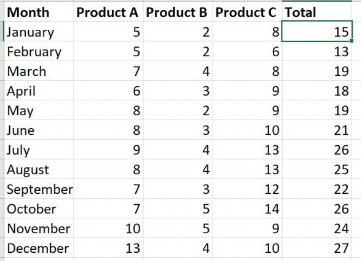 Month Product A Product B Product C Total
January 5 2 8 15
February 5 2 6 13
March 7 4 8 19
April 6 3 9 18
May 8 2 9 19
June 8 3 10 21
July 9 4 13 26
August 8 4 13 25
September 7 3 12 22
October 7 5 14 26
November 10 5 9 24
December 13 4 10 27